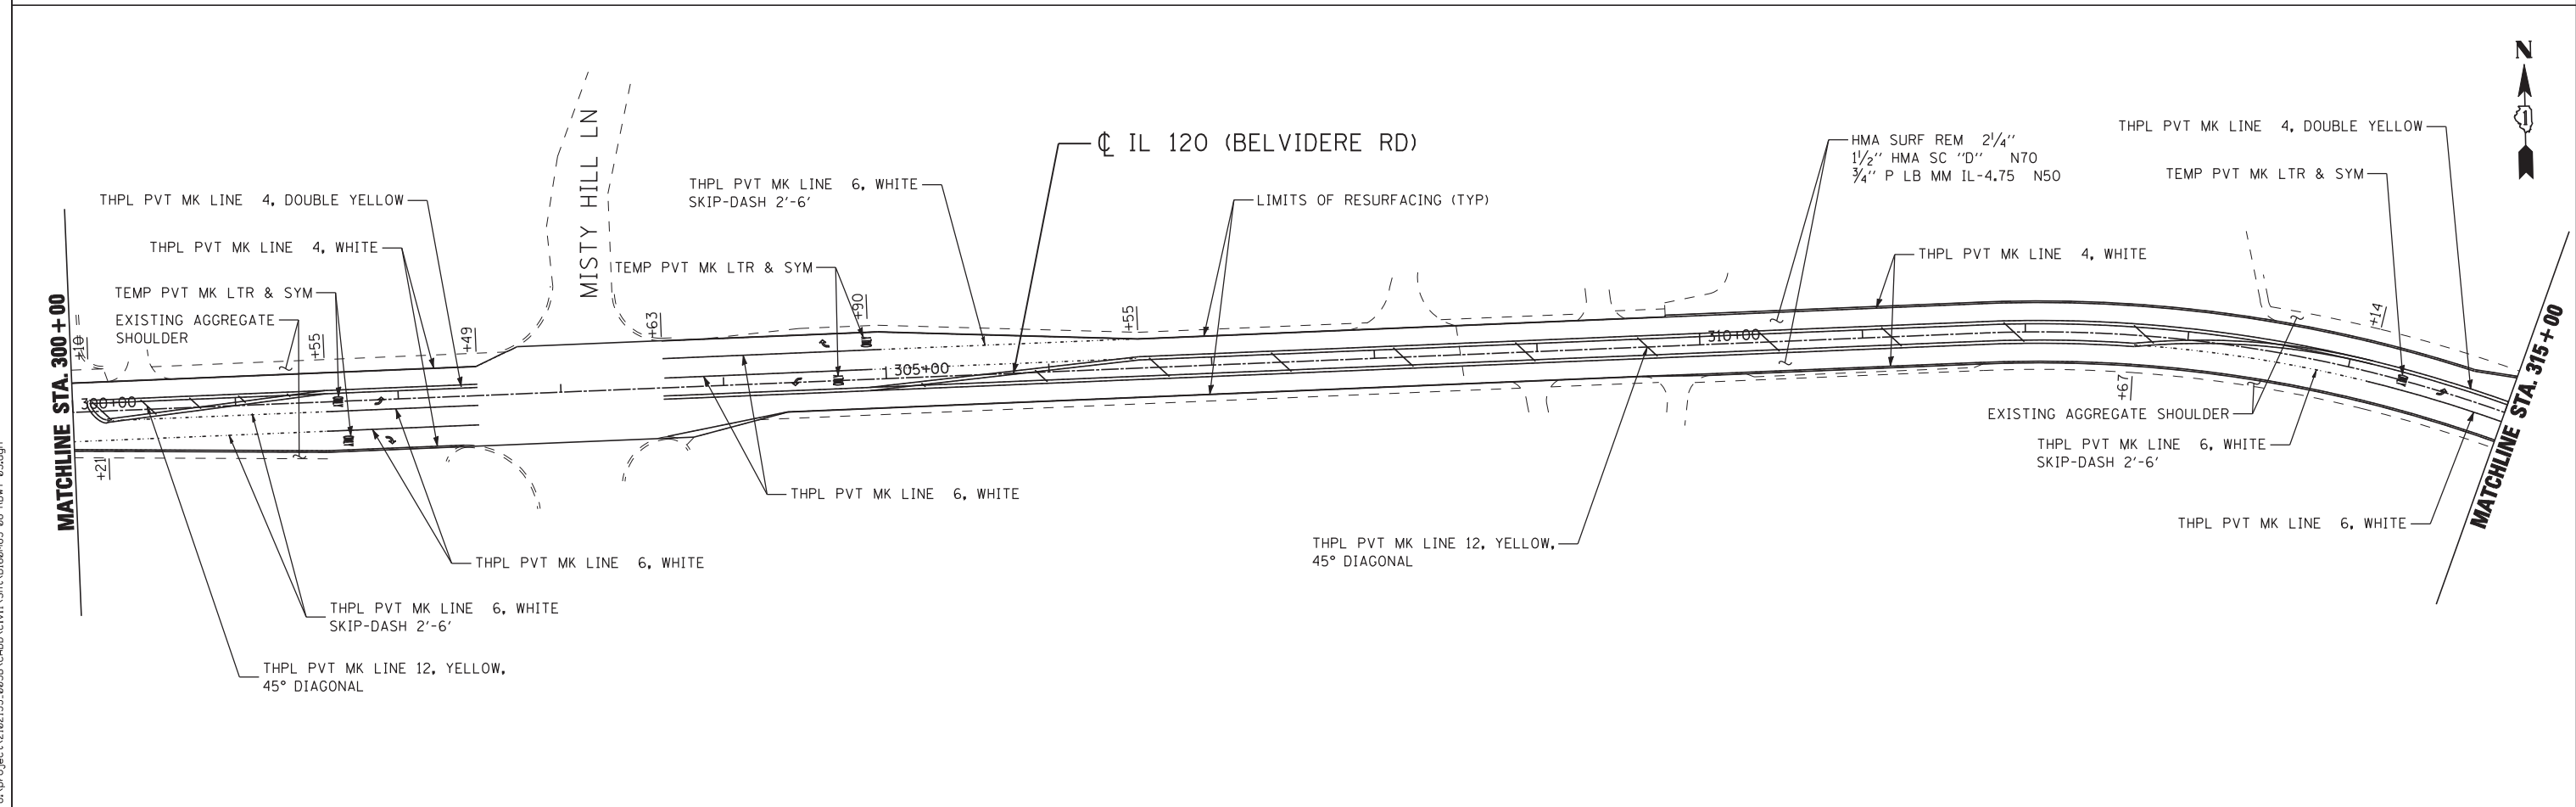 N
1
℄ IL 120 (BELVIDERE RD)
THPL PVT MK LINE 4, DOUBLE YELLOW
THPL PVT MK LINE 4, WHITE
TEMP PVT MK LTR & SYM
EXISTING AGGREGATE
SHOULDER
MATCHLINE STA. 300+00
+10
+21
+55
+49
300+00
MISTY HILL LN
+63
THPL PVT MK LINE 6, WHITE
SKIP-DASH 2'-6'
TEMP PVT MK LTR & SYM
+90
305+00
+55
LIMITS OF RESURFACING (TYP)
HMA SURF REM 2¼"
1½" HMA SC "D" N70
¾" P LB MM IL-4.75 N50
THPL PVT MK LINE 4, WHITE
310+00
THPL PVT MK LINE 4, DOUBLE YELLOW
TEMP PVT MK LTR & SYM
+14
+67
MATCHLINE STA. 315+00
EXISTING AGGREGATE SHOULDER
THPL PVT MK LINE 6, WHITE
SKIP-DASH 2'-6'
THPL PVT MK LINE 6, WHITE
THPL PVT MK LINE 6, WHITE
THPL PVT MK LINE 12, YELLOW,
45° DIAGONAL
THPL PVT MK LINE 6, WHITE
THPL PVT MK LINE 6, WHITE
SKIP-DASH 2'-6'
THPL PVT MK LINE 12, YELLOW,
45° DIAGONAL